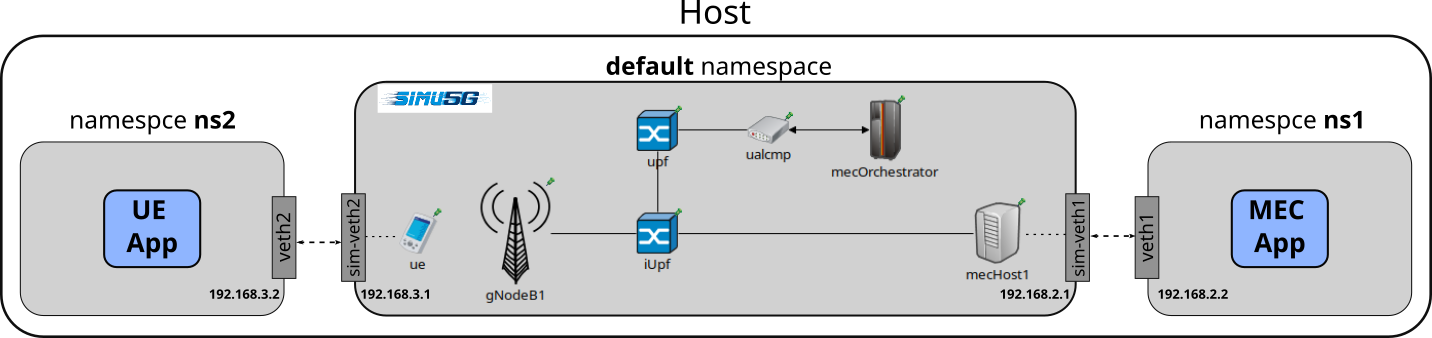 Host
default namespace
SIMU5G
namespce ns2
namespce ns1
upf
ualcmp
mecOrchestrator
UE
App
veth2
sim-veth2
ue
gNodeB1
iUpf
mecHost1
sim-veth1
veth1
MEC
App
192.168.3.2
192.168.3.1
192.168.2.1
192.168.2.2